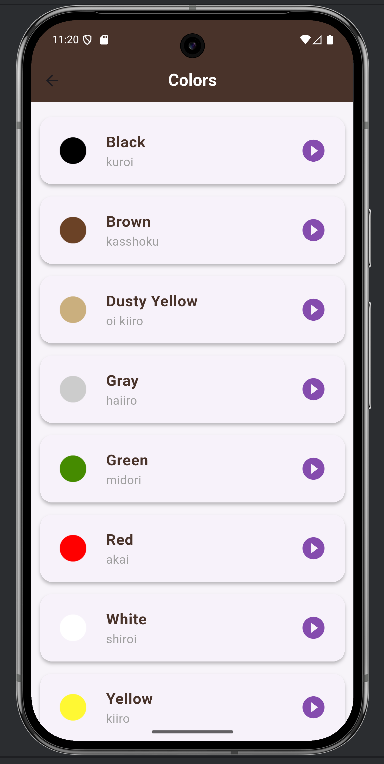 11:20
Colors
Black
kuroi
Brown
kasshoku
Dusty Yellow
oi kiiro
Gray
haiiro
Green
midori
Red
akai
White
shiroi
Yellow
kiiro